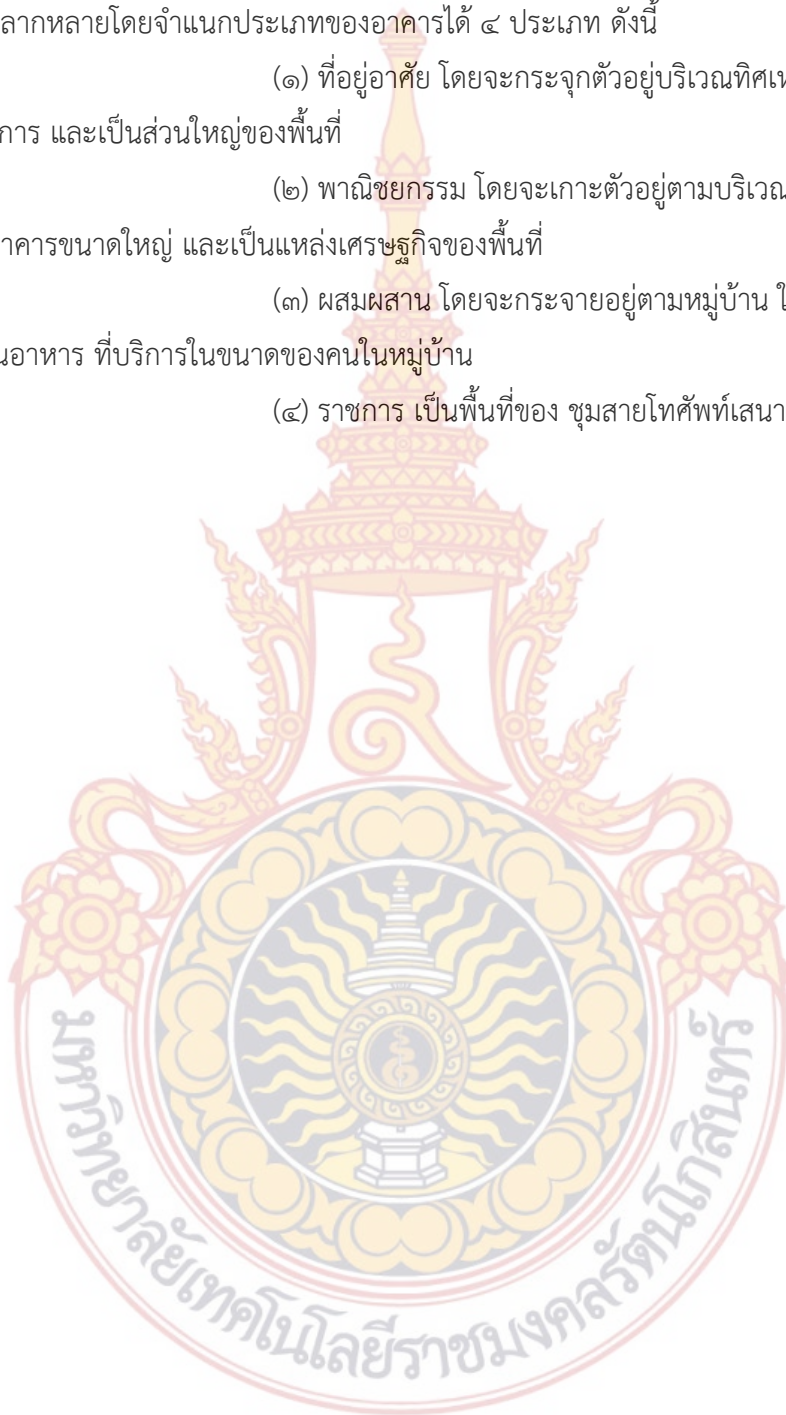 ลากหลายโดยจำแนกประเภทของอาคารได้ ๔ ประเภท ดังนี้
(๑) ที่อยู่อาศัย โดยจะกระจุกตัวอยู่บริเวณทิศเห
การ และเป็นส่วนใหญ่ของพื้นที่
(๒) พาณิชยกรรม โดยจะเกาะตัวอยู่ตามบริเวณ
าคารขนาดใหญ่ และเป็นแหล่งเศรษฐกิจของพื้นที่
(๓) ผสมผสาน โดยจะกระจายอยู่ตามหมู่บ้าน ใ
นอาหาร ที่บริการในขนาดของคนในหมู่บ้าน
(๔) ราชการ เป็นพื้นที่ของ ชุมสายโทศัพท์เสนา
มหาวิทยาลัยเทคโนโลยีราชมงคลรัตนโกสินทร์